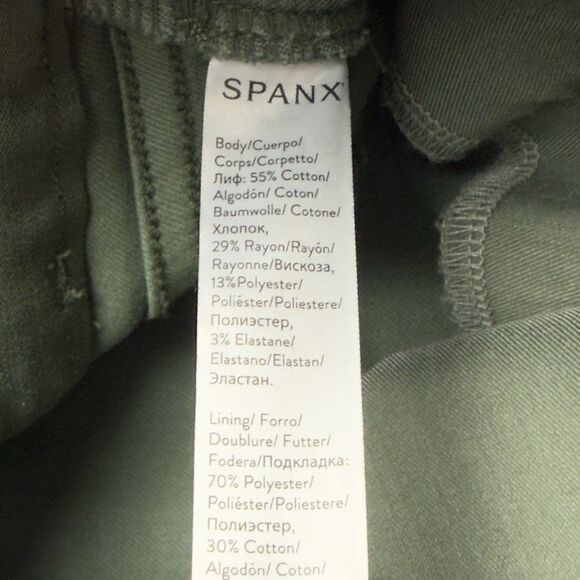 SPANX
Body/Cuerpo/
Corps/Corpetto/
Лиф: 55% Cotton/
Algodón/ Coton/
Baumwolle/ Cotone/
Хлопок,
29% Rayon/Rayón/
Rayonne/Вискоза,
13%Polyester/
Poliéster/Poliestere/
Полиэстер,
3% Elastane/
Elastano/Elastan/
Эластан.
Lining/ Forro/
Doublure/ Futter/
Fodera/Подкладка:
70% Polyester/
Poliéster/Poliestere/
Полиэстер,
30% Cotton/
Algodón/ Coton/